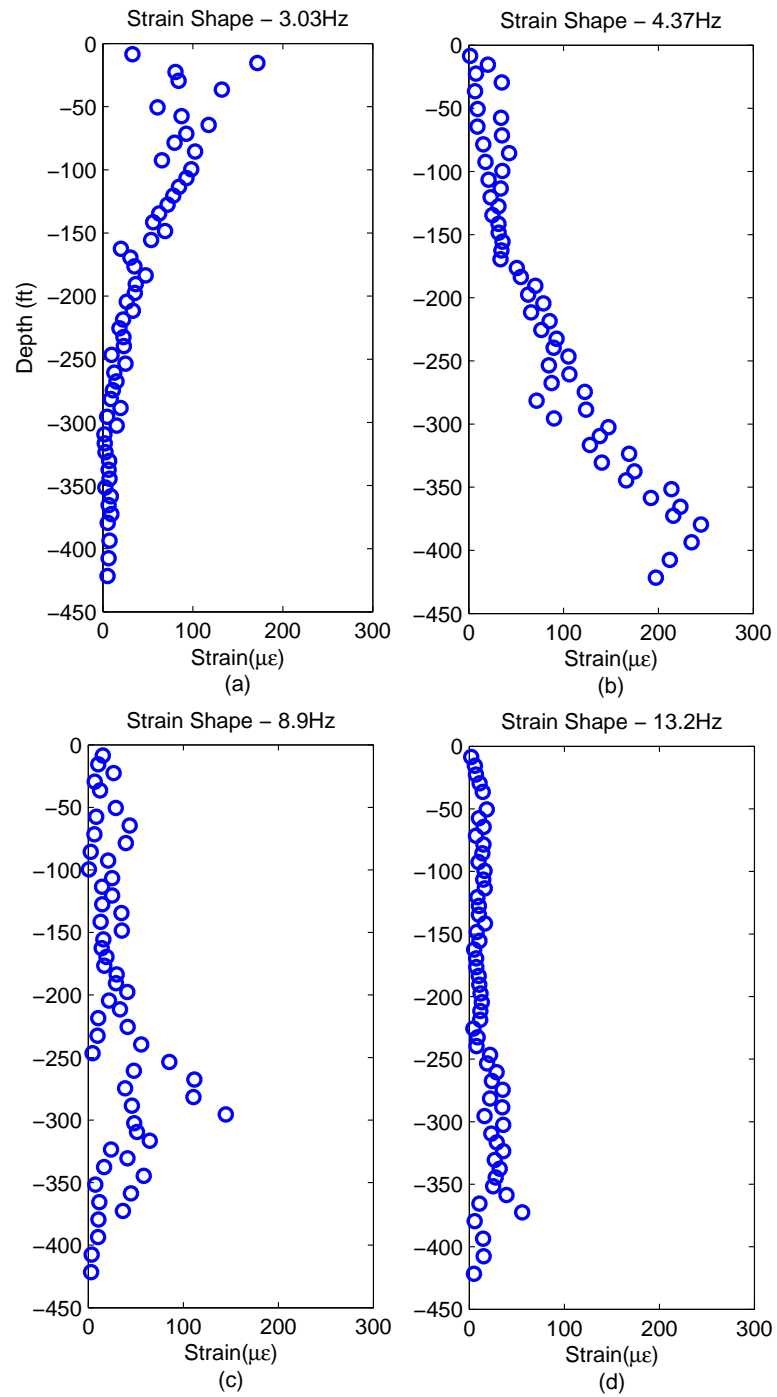 Strain Shape − 3.03Hz
0
−50
−100
−150
−200
−250
−300
−350
−400
−450
Depth (ft)
0 100 200 300
Strain(με)
(a)
Strain Shape − 4.37Hz
0
−50
−100
−150
−200
−250
−300
−350
−400
−450
0 100 200 300
Strain(με)
(b)
Strain Shape − 8.9Hz
0
−50
−100
−150
−200
−250
−300
−350
−400
−450
0 100 200 300
Strain(με)
(c)
Strain Shape − 13.2Hz
0
−50
−100
−150
−200
−250
−300
−350
−400
−450
0 100 200 300
Strain(με)
(d)